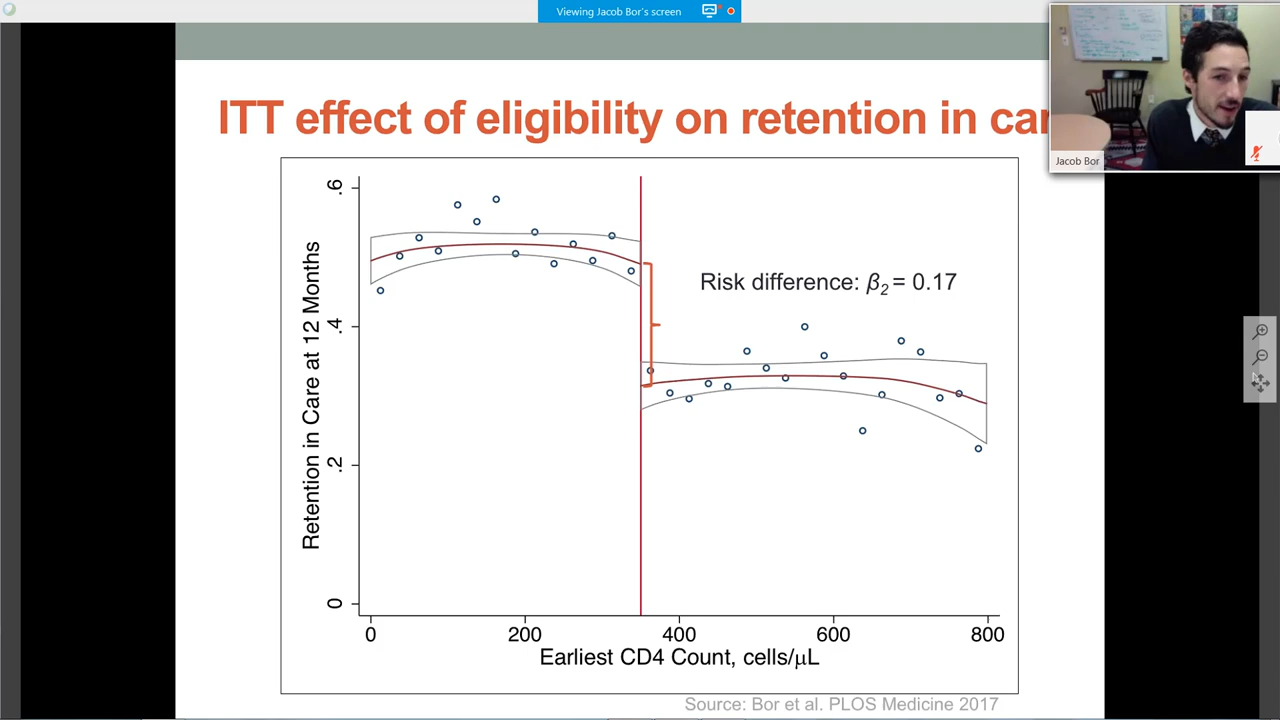 Viewing Jacob Bor's screen
ITT effect of eligibility on retention in car
Jacob Bor
Risk difference: β2 = 0.17
Retention in Care at 12 Months
.6
.4
.2
0
0 200 400 600 800
Earliest CD4 Count, cells/μL
Source: Bor et al. PLOS Medicine 2017